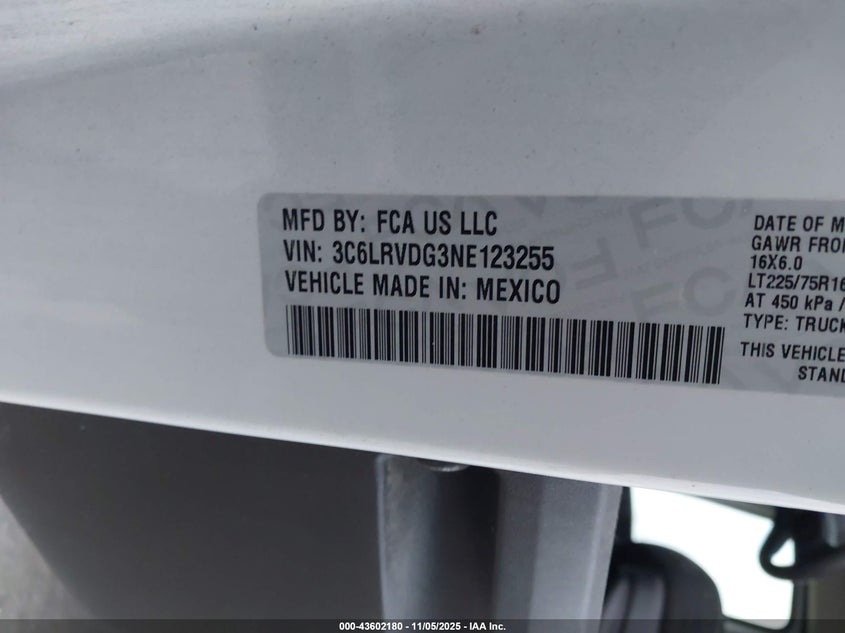 MFD BY: FCA US LLC
VIN: 3C6LRVDG3NE123255
VEHICLE MADE IN: MEXICO
DATE OF M
GAWR FRO
16X6.0
LT225/75R16
AT 450 kPa /
TYPE: TRUCK
THIS VEHICLE
STAND
FCA
000-43602180 - 11/05/2025 - IAA Inc.